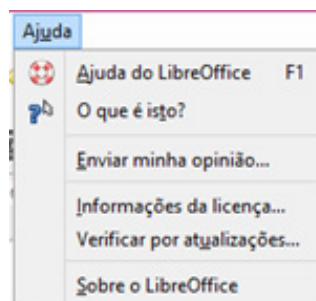 Ajuda
Ajuda do LibreOffice F1
O que é isto?
Enviar minha opinião...
Informações da licença...
Verificar por atualizações...
Sobre o LibreOffice